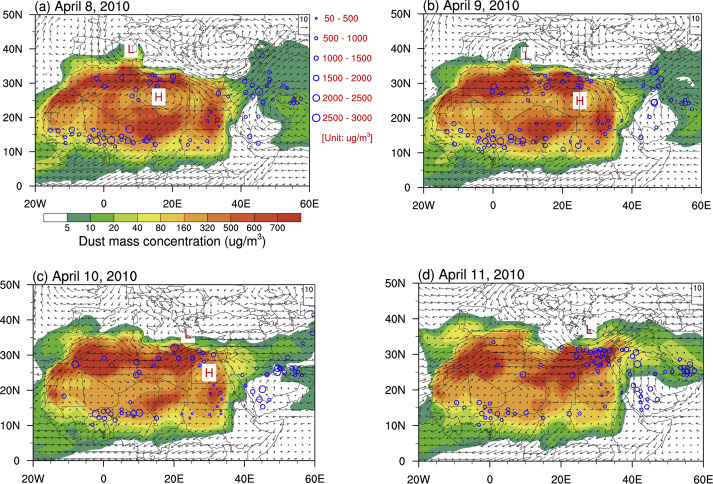 (a) April 8, 2010
50N
40N
30N
20N
10N
0
20W
0
20E
40E
60E
10
L
H
50 - 500
500 - 1000
1000 - 1500
1500 - 2000
2000 - 2500
2500 - 3000
[Unit: ug/m³]
(b) April 9, 2010
50N
40N
30N
20N
10N
0
20W
0
20E
40E
60E
10
L
H
5 10 20 40 80 160 320 500 600 700
Dust mass concentration (ug/m³)
(c) April 10, 2010
50N
40N
30N
20N
10N
0
20W
0
20E
40E
60E
10
L
H
(d) April 11, 2010
50N
40N
30N
20N
10N
0
20W
0
20E
40E
60E
10
L